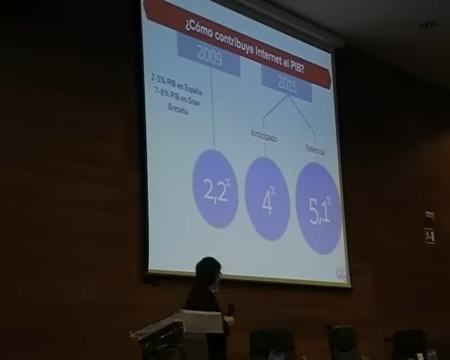 ¿Cómo contribuye Internet al PIB?
2009
2015
2-3% PIB en España
7-8% PIB en Gran
Bretaña
Anticipado
Potencial
2,2%
4%
5,1%